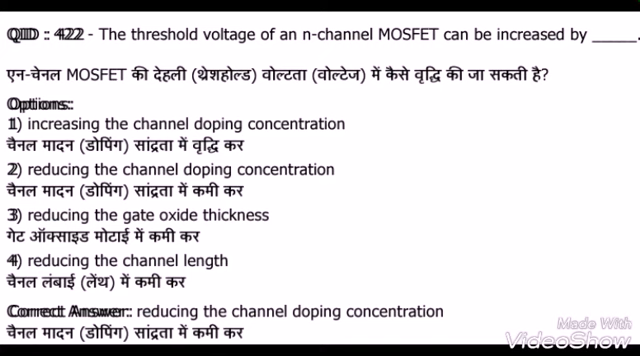 QID : 422 - The threshold voltage of an n-channel MOSFET can be increased by _____.
एन-चेनल MOSFET की देहली (थ्रेशहोल्ड) वोल्टता (वोल्टेज) में कैसे वृद्धि की जा सकती है?
Options:
1) increasing the channel doping concentration
चैनल मादन (डोपिंग) सांद्रता में वृद्धि कर
2) reducing the channel doping concentration
चैनल मादन (डोपिंग) सांद्रता में कमी कर
3) reducing the gate oxide thickness
गेट ऑक्साइड मोटाई में कमी कर
4) reducing the channel length
चैनल लंबाई (लेंथ) में कमी कर
Correct Answer: reducing the channel doping concentration
चैनल मादन (डोपिंग) सांद्रता में कमी कर
Made With
VideoShow